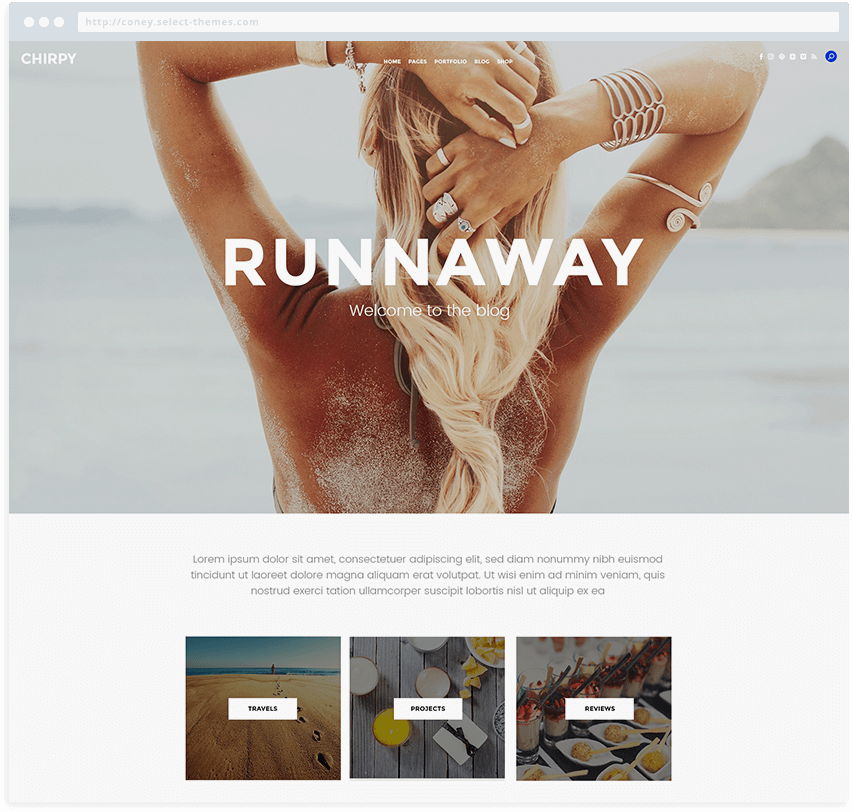 http://coney.select-themes.com
CHIRPY
HOME PAGES PORTFOLIO BLOG SHOP
RUNNAWAY
Welcome to the blog
Lorem ipsum dolor sit amet, consectetuer adipiscing elit, sed diam nonummy nibh euismod
tincidunt ut laoreet dolore magna aliquam erat volutpat. Ut wisi enim ad minim veniam, quis
nostrud exerci tation ullamcorper suscipit lobortis nisl ut aliquip ex ea
TRAVELS
PROJECTS
REVIEWS